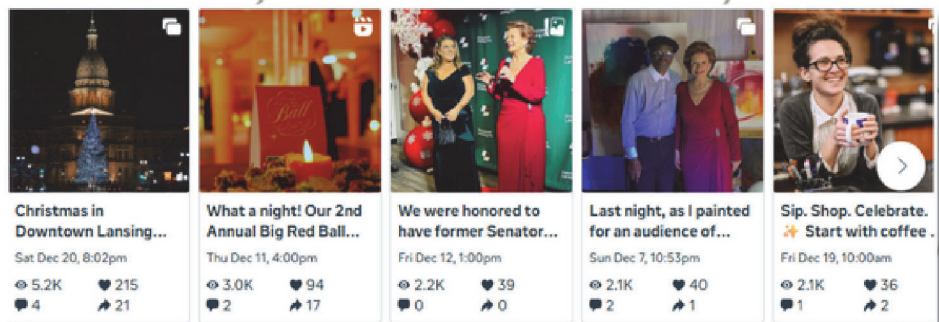 Ball
Christmas in
Downtown Lansing...
Sat Dec 20, 8:02pm
5.2K 215
4 21
What a night! Our 2nd
Annual Big Red Ball...
Thu Dec 11, 4:00pm
3.0K 94
2 17
We were honored to
have former Senator...
Fri Dec 12, 1:00pm
2.2K 39
0 0
Last night, as I painted
for an audience of...
Sun Dec 7, 10:53pm
2.1K 40
2 1
Sip. Shop. Celebrate.
✨ Start with coffee .
Fri Dec 19, 10:00am
2.1K 36
1 2